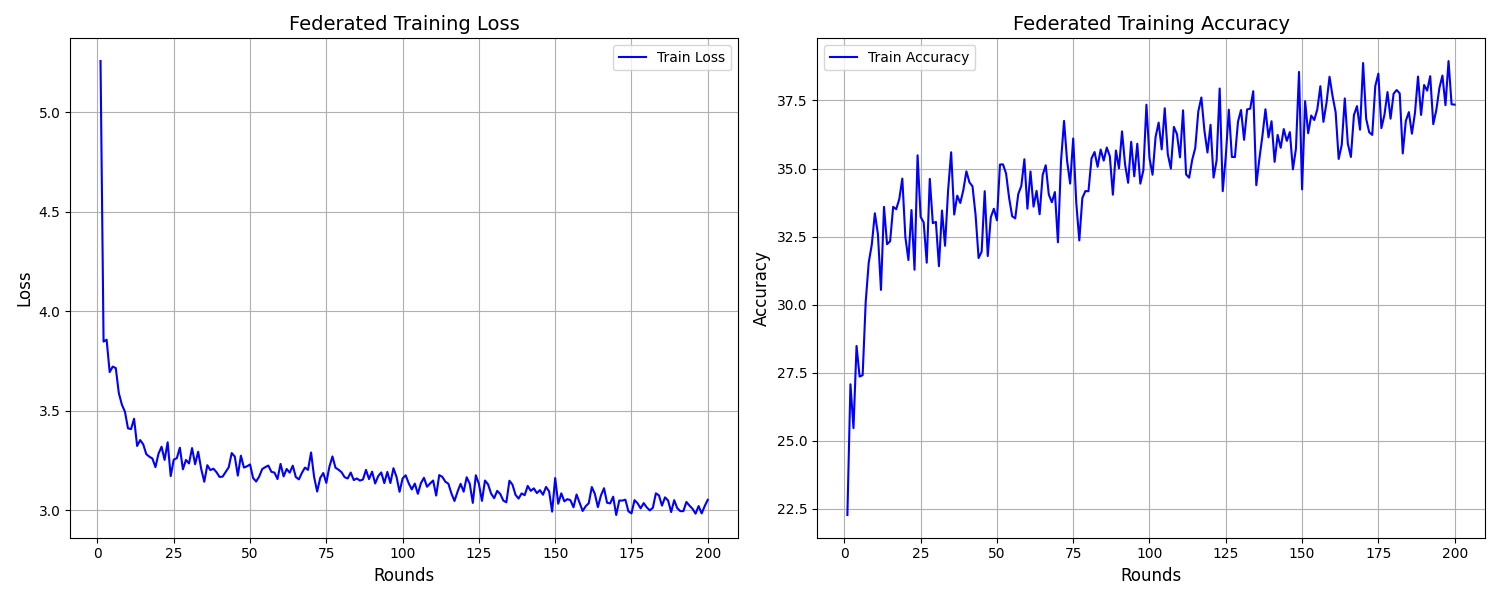 Federated Training Loss
Train Loss
5.0
4.5
4.0
3.5
3.0
Loss
0 25 50 75 100 125 150 175 200
Rounds
Federated Training Accuracy
Train Accuracy
37.5
35.0
32.5
30.0
27.5
25.0
22.5
Accuracy
0 25 50 75 100 125 150 175 200
Rounds